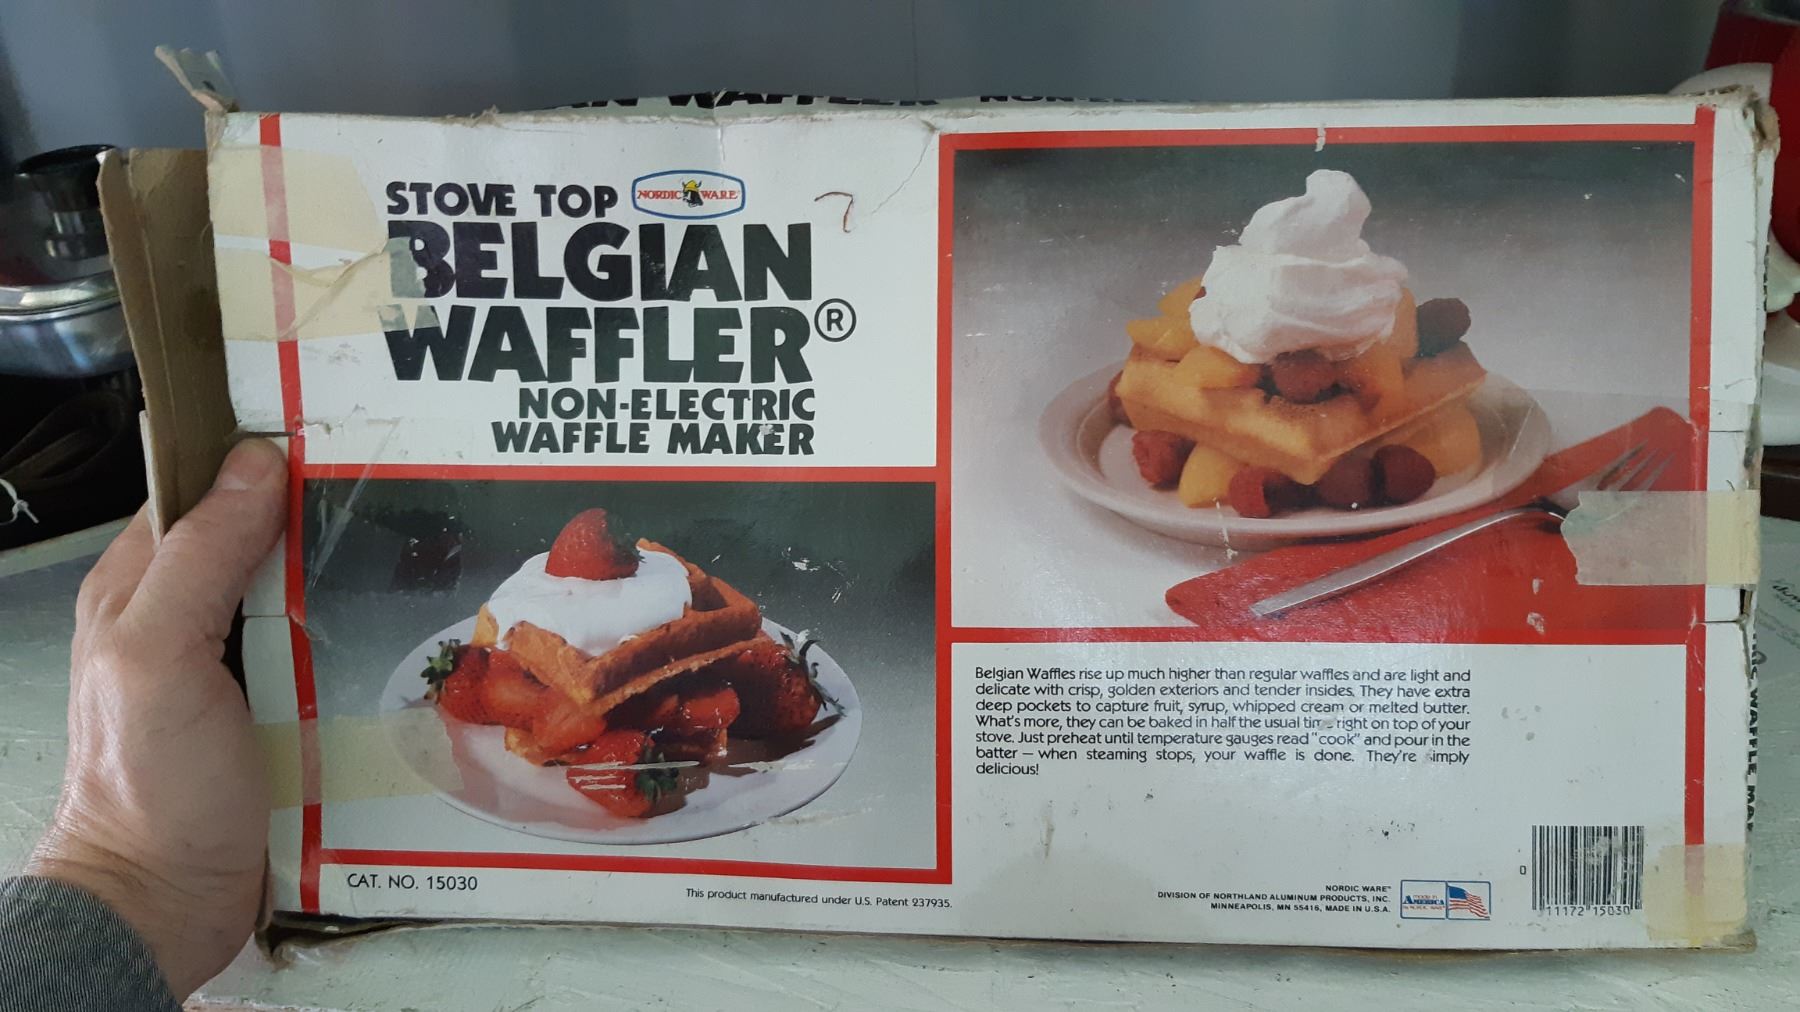 STOVE TOP NORDIC WARE
BELGIAN
WAFFLER®
NON-ELECTRIC
WAFFLE MAKER
Belgian Waffles rise up much higher than regular waffles and are light and
delicate with crisp, golden exteriors and tender insides. They have extra
deep pockets to capture fruit, syrup, whipped cream or melted butter.
What's more, they can be baked in half the usual time right on top of your
stove. Just preheat until temperature gauges read "cook" and pour in the
batter — when steaming stops, your waffle is done. They're simply
delicious!
CAT. NO. 15030
This product manufactured under U.S. Patent 237935.
NORDIC WARE™
DIVISION OF NORTHLAND ALUMINUM PRODUCTS, INC.
MINNEAPOLIS, MN 55416, MADE IN U.S.A.
AMERICA
0
11172 15030
WAFFLE